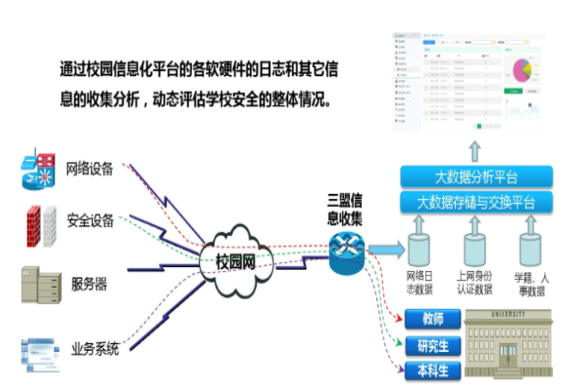 通过校园信息化平台的各软硬件的日志和其它信
息的收集分析，动态评估学校安全的整体情况。
网络设备
安全设备
服务器
业务系统
校园网
三盟信
息收集
大数据分析平台
大数据存储与交换平台
网络日
志数据
上网身份
认证数据
学籍、人
事数据
教师
研究生
本科生
UNIVERSITY